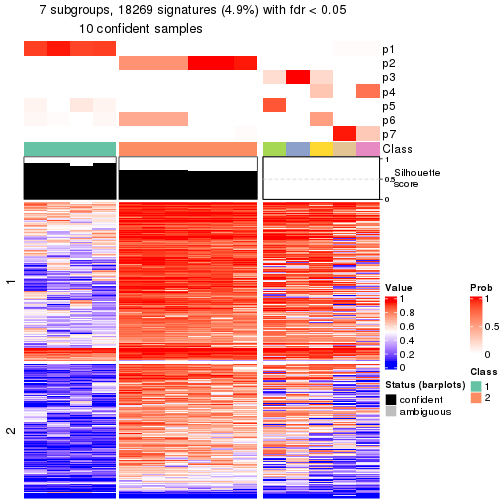 7 subgroups, 18269 signatures (4.9%) with fdr < 0.05
10 confident samples
p1
p2
p3
p4
p5
p6
p7
Class
1
0.5
0
Silhouette
score
1
2
Value
1
0.8
0.6
0.4
0.2
0
Status (barplots)
confident
ambiguous
Prob
1
0.5
0
Class
1
2